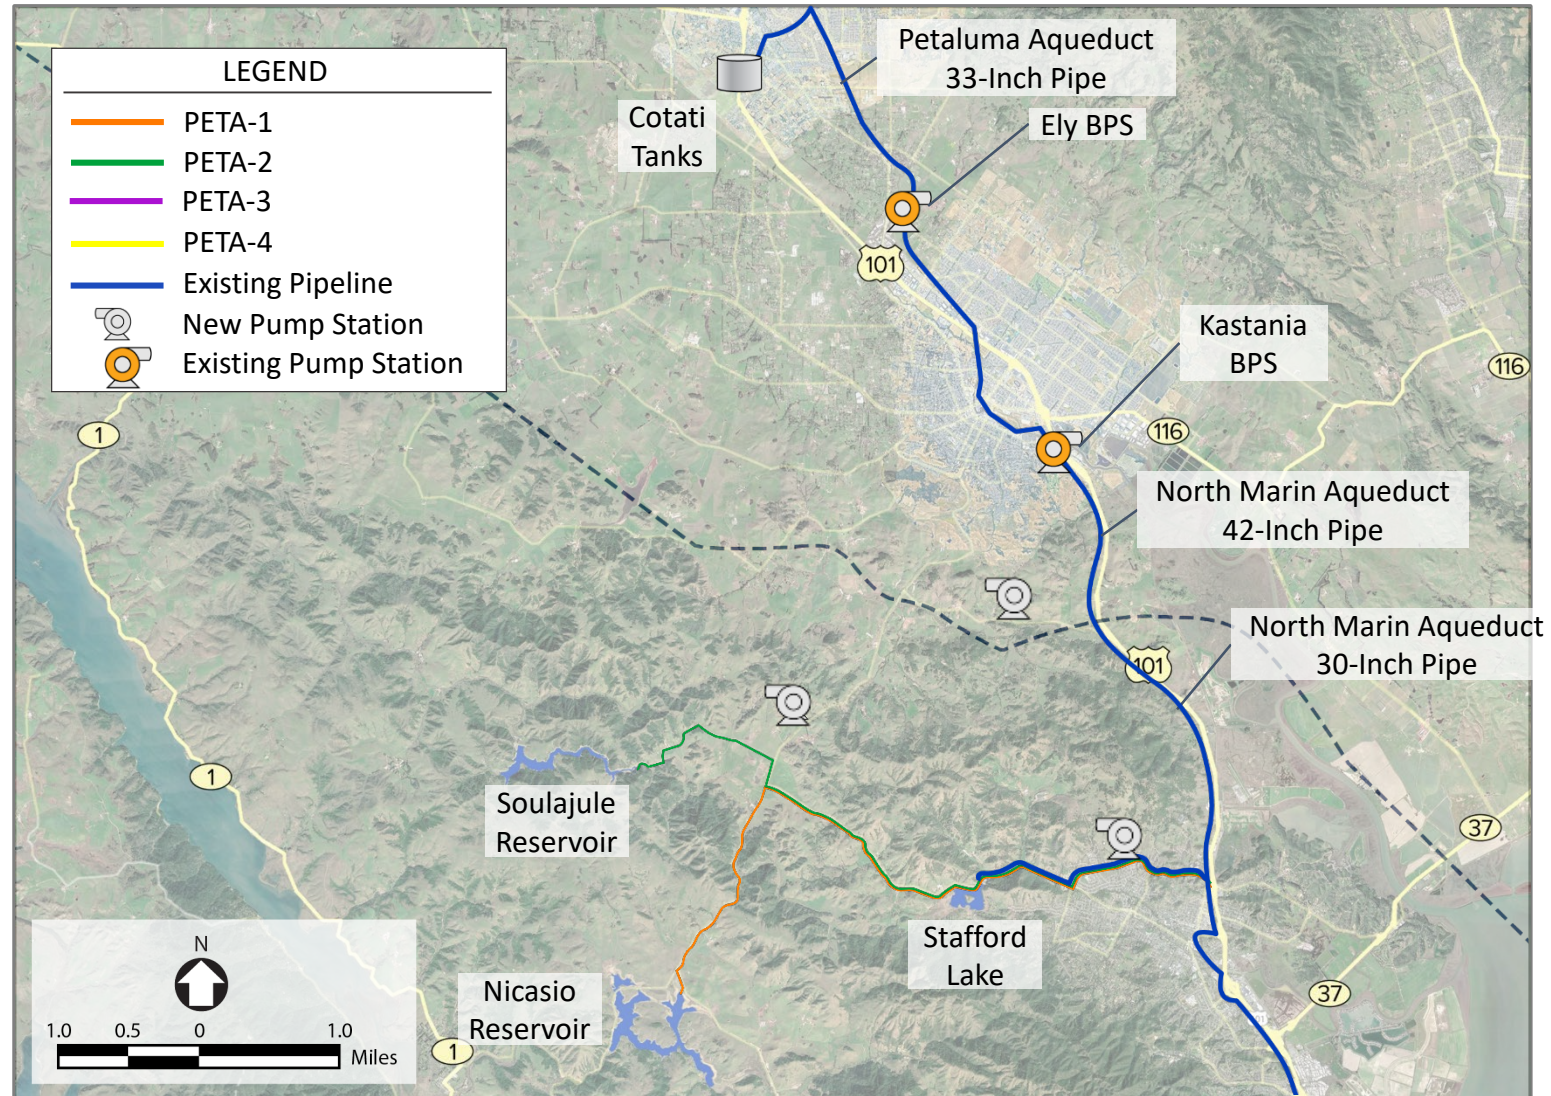 LEGEND
PETA-1
PETA-2
PETA-3
PETA-4
Existing Pipeline
New Pump Station
Existing Pump Station
Petaluma Aqueduct
33-Inch Pipe
Cotati
Tanks
Ely BPS
101
Kastania
BPS
116
116
1
North Marin Aqueduct
42-Inch Pipe
North Marin Aqueduct
30-Inch Pipe
101
1
Soulajule
Reservoir
37
Stafford
Lake
Nicasio
Reservoir
37
1
N
1.0 0.5 0 1.0
Miles